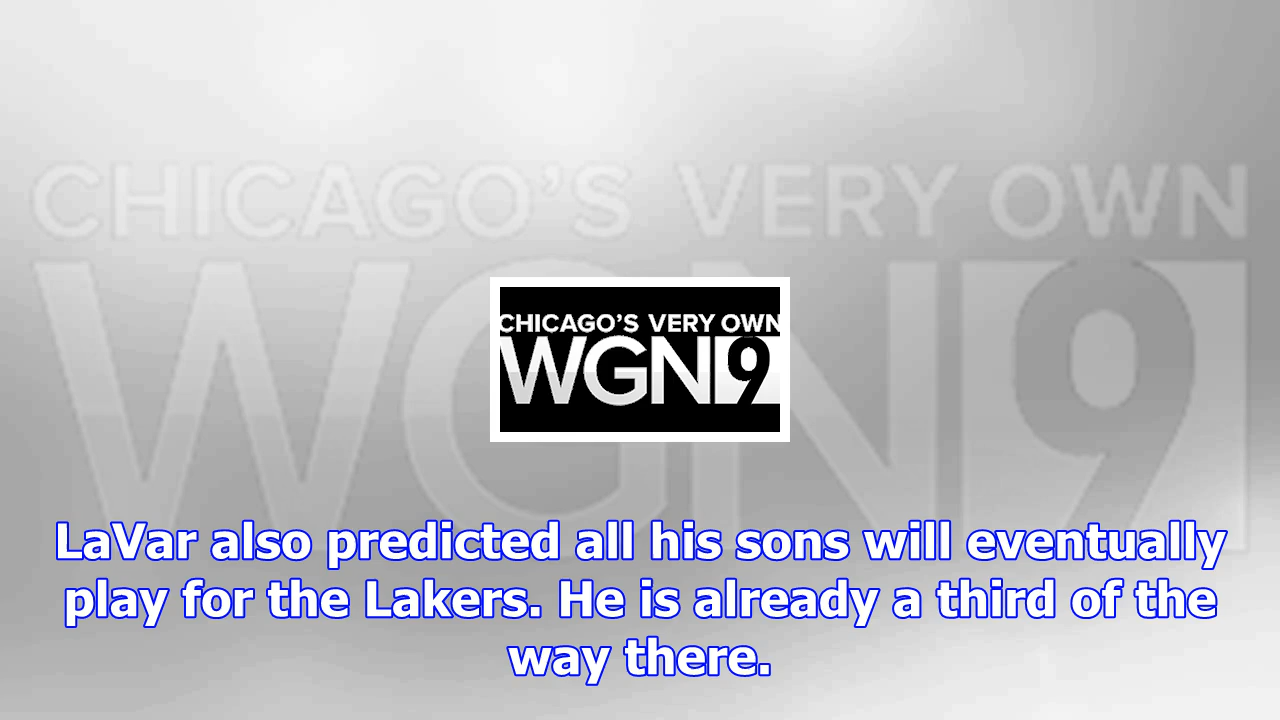 CHICAGO'S VERY OWN
WGN9
CHICAGO'S VERY OWN
WGN9
LaVar also predicted all his sons will eventually
play for the Lakers. He is already a third of the
way there.